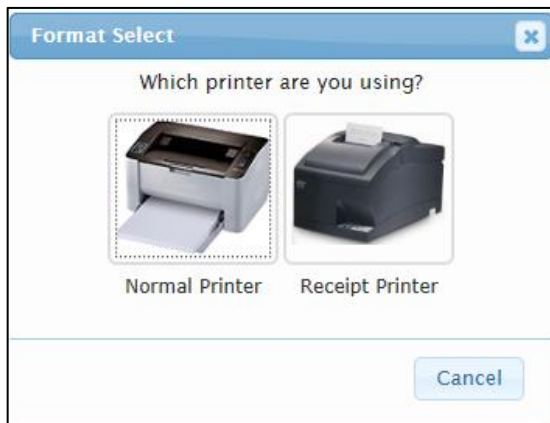 Format Select
Which printer are you using?
Normal Printer Receipt Printer
Cancel